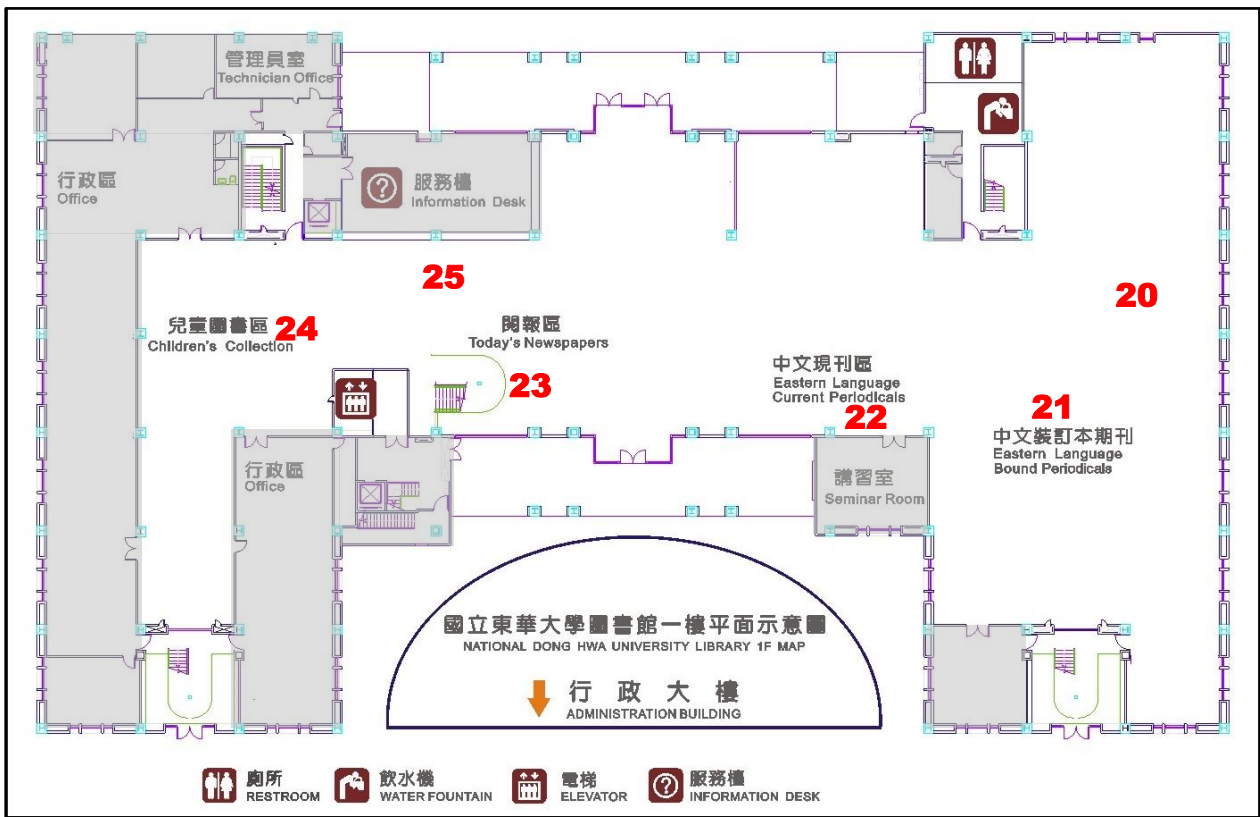 管理員室
Technician Office
行政區
Office
服務檯
Information Desk
25
20
兒童圖書區
Children's Collection
24
閱報區
Today's Newspapers
23
中文現刊區
Eastern Language
Current Periodicals
22
21
中文裝訂本期刊
Eastern Language
Bound Periodicals
行政區
Office
講習室
Seminar Room
國立東華大學圖書館一樓平面示意圖
NATIONAL DONG HWA UNIVERSITY LIBRARY 1F MAP
行政大樓
ADMINISTRATION BUILDING
廁所
RESTROOM
飲水機
WATER FOUNTAIN
電梯
ELEVATOR
服務檯
INFORMATION DESK